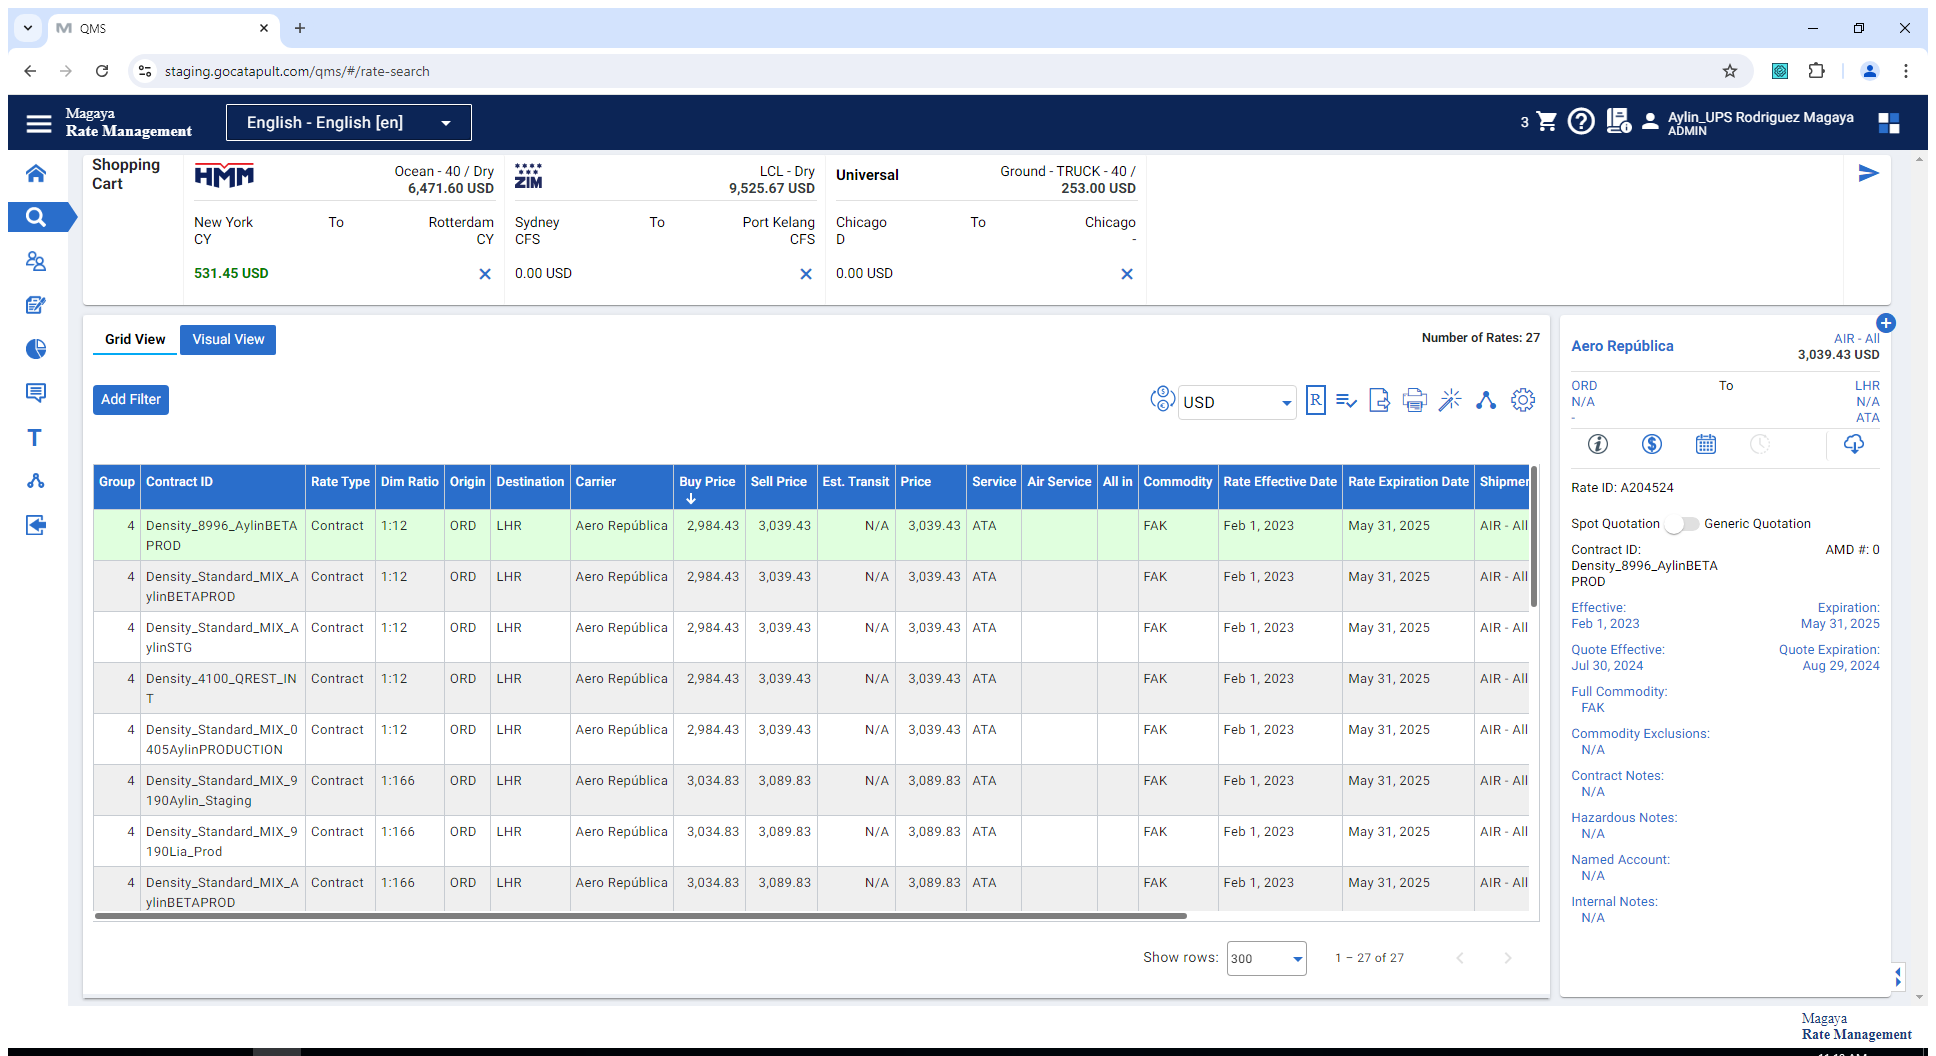 QMS
staging.gocatapult.com/qms/#/rate-search
Magaya
Rate Management
English - English [en]
3
Aylin_UPS Rodriguez Magaya
ADMIN
Shopping
Cart
HMM
Ocean - 40 / Dry
6,471.60 USD
New York To Rotterdam
CY CY
531.45 USD
ZIM
LCL - Dry
9,525.67 USD
Sydney To Port Kelang
CFS CFS
0.00 USD
Universal
Ground - TRUCK - 40 /
253.00 USD
Chicago To Chicago
D -
0.00 USD
Grid View Visual View Number of Rates: 27
Add Filter USD R
Group Contract ID Rate Type Dim Ratio Origin Destination Carrier Buy Price Sell Price Est. Transit Price Service Air Service All in Commodity Rate Effective Date Rate Expiration Date Shipmen
4 Density_8996_AylinBETA Contract 1:12 ORD LHR Aero República 2,984.43 3,039.43 N/A 3,039.43 ATA FAK Feb 1, 2023 May 31, 2025 AIR - All
PROD
4 Density_Standard_MIX_A Contract 1:12 ORD LHR Aero República 2,984.43 3,039.43 N/A 3,039.43 ATA FAK Feb 1, 2023 May 31, 2025 AIR - All
ylinBETAPROD
4 Density_Standard_MIX_A Contract 1:12 ORD LHR Aero República 2,984.43 3,039.43 N/A 3,039.43 ATA FAK Feb 1, 2023 May 31, 2025 AIR - All
ylinSTG
4 Density_4100_QREST_IN Contract 1:12 ORD LHR Aero República 2,984.43 3,039.43 N/A 3,039.43 ATA FAK Feb 1, 2023 May 31, 2025 AIR - All
T
4 Density_Standard_MIX_0 Contract 1:12 ORD LHR Aero República 2,984.43 3,039.43 N/A 3,039.43 ATA FAK Feb 1, 2023 May 31, 2025 AIR - All
405AylinPRODUCTION
4 Density_Standard_MIX_9 Contract 1:166 ORD LHR Aero República 3,034.83 3,089.83 N/A 3,089.83 ATA FAK Feb 1, 2023 May 31, 2025 AIR - All
190Aylin_Staging
4 Density_Standard_MIX_9 Contract 1:166 ORD LHR Aero República 3,034.83 3,089.83 N/A 3,089.83 ATA FAK Feb 1, 2023 May 31, 2025 AIR - All
190Lia_Prod
4 Density_Standard_MIX_A Contract 1:166 ORD LHR Aero República 3,034.83 3,089.83 N/A 3,089.83 ATA FAK Feb 1, 2023 May 31, 2025 AIR - All
ylinBETAPROD
Show rows: 300 1 – 27 of 27
AIR - All
Aero República
3,039.43 USD
ORD To LHR
N/A N/A
- ATA
Rate ID: A204524
Spot Quotation Generic Quotation
Contract ID: AMD #: 0
Density_8996_AylinBETA
PROD
Effective: Expiration:
Feb 1, 2023 May 31, 2025
Quote Effective: Quote Expiration:
Jul 30, 2024 Aug 29, 2024
Full Commodity:
FAK
Commodity Exclusions:
N/A
Contract Notes:
N/A
Hazardous Notes:
N/A
Named Account:
N/A
Internal Notes:
N/A
Magaya
Rate Management